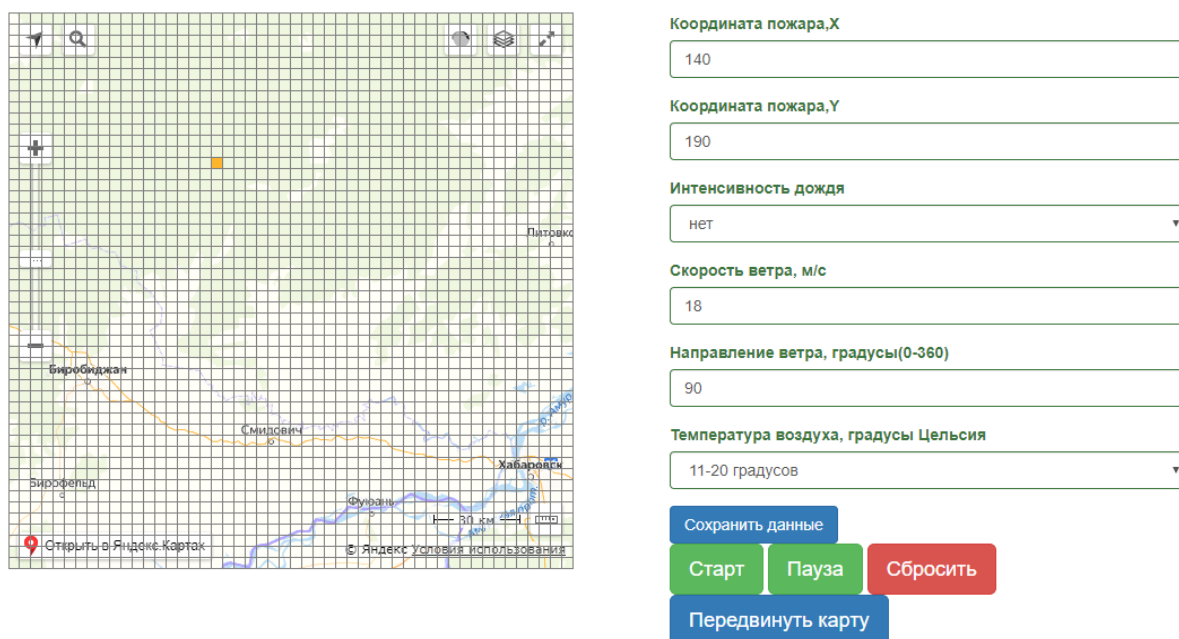 Литовко
Биробиджан
Смидович
Хабаровск
Бирофельд
Фуюань
р. Амур
30 км
Открыть в Яндекс.Картах
© Яндекс Условия использования
Координата пожара,X
140
Координата пожара,Y
190
Интенсивность дождя
нет
Скорость ветра, м/с
18
Направление ветра, градусы(0-360)
90
Температура воздуха, градусы Цельсия
11-20 градусов
Сохранить данные
Старт Пауза Сбросить
Передвинуть карту